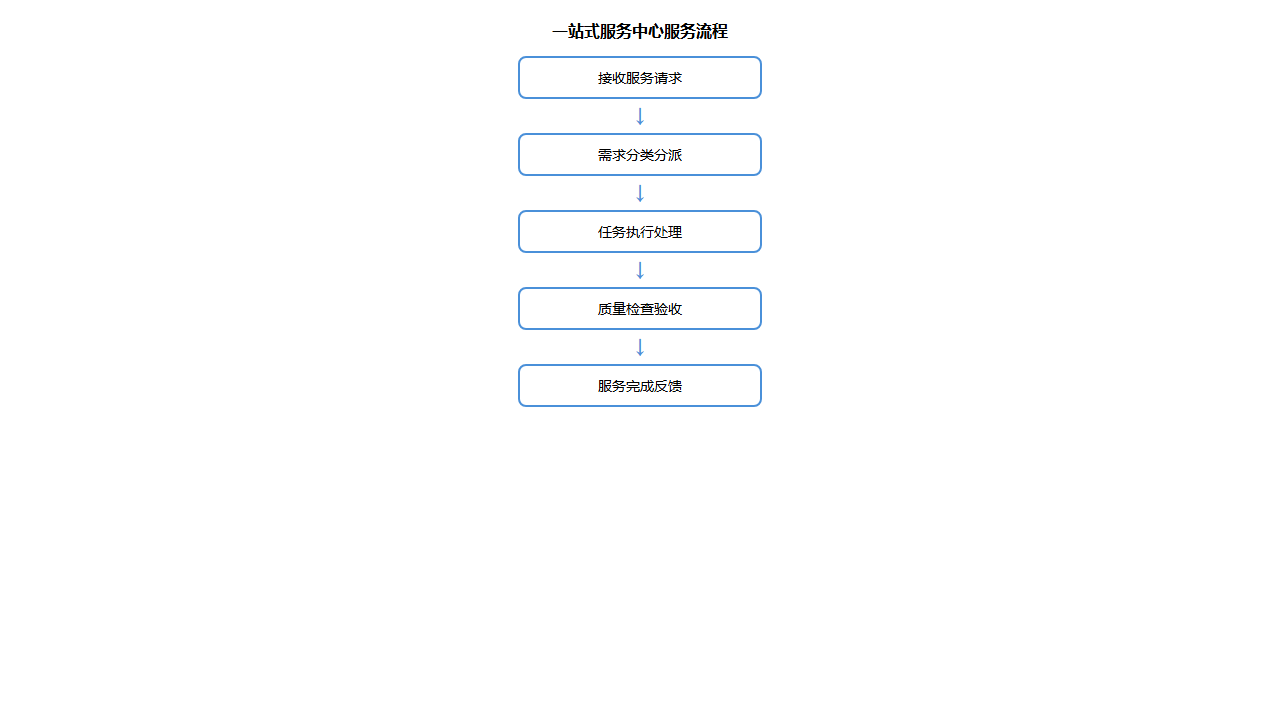 一站式服务中心服务流程
接收服务请求
↓
需求分类分派
↓
任务执行处理
↓
质量检查验收
↓
服务完成反馈